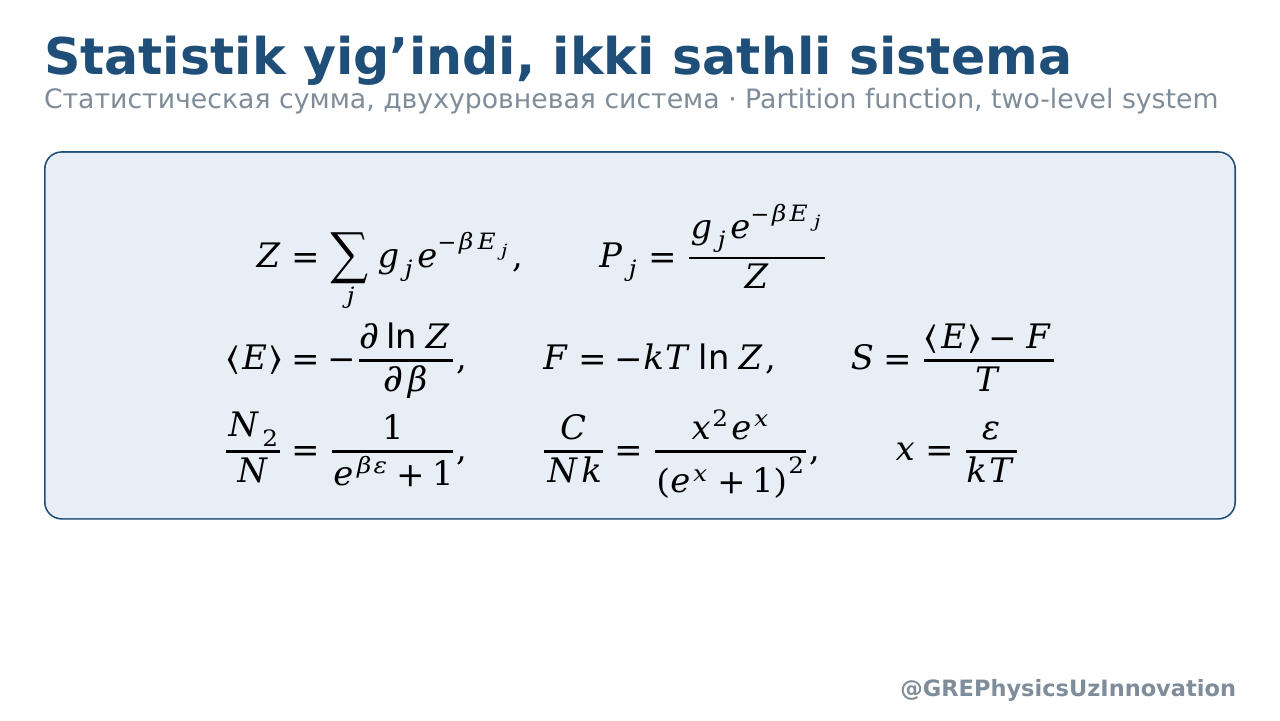 Statistik yig’indi, ikki sathli sistema
Статистическая сумма, двухуровневая система · Partition function, two-level system
Z = ∑_j g_j e^{−βE_j},  P_j = g_j e^{−βE_j} / Z
⟨E⟩ = −∂ ln Z / ∂β,  F = −kT ln Z,  S = (⟨E⟩ − F) / T
N_2 / N = 1 / (e^{βε} + 1),  C / Nk = x^2 e^x / (e^x + 1)^2,  x = ε / kT
@GREPhysicsUzInnovation